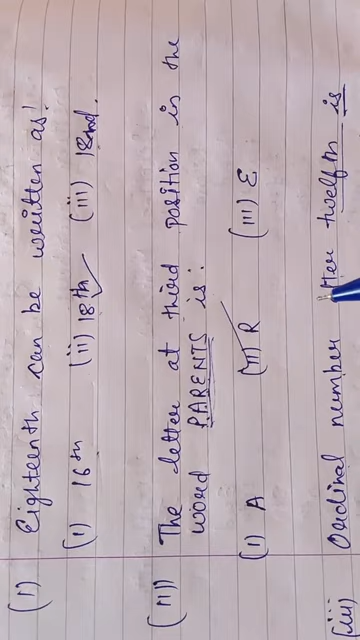 (I) Eighteenth can be written as:
(I) 16th (ii) 18th (iii) 18nd.
(II) The letter at third position in the
word PARENTS is:
(I) A (II) R (III) E
(iii) Ordinal number twelfth is